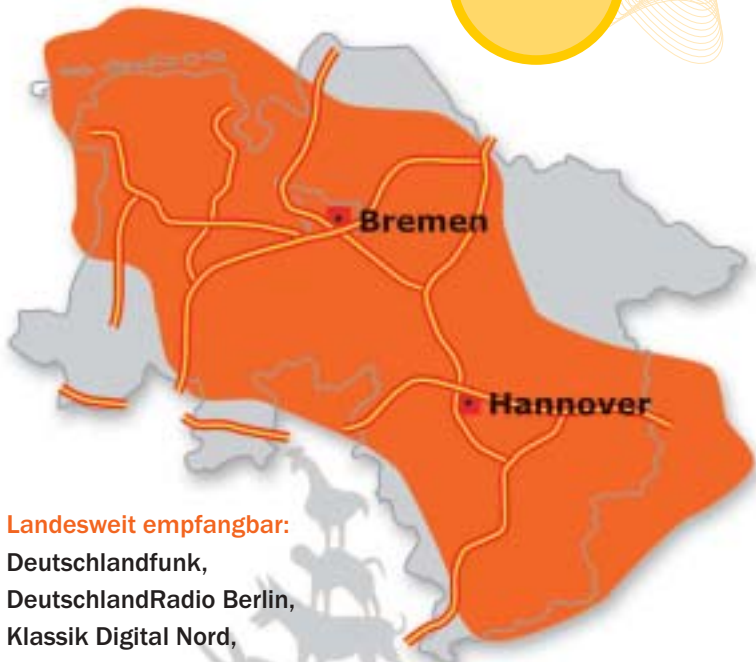 Bremen
Hannover
Landesweit empfangbar:
Deutschlandfunk,
DeutschlandRadio Berlin,
Klassik Digital Nord,